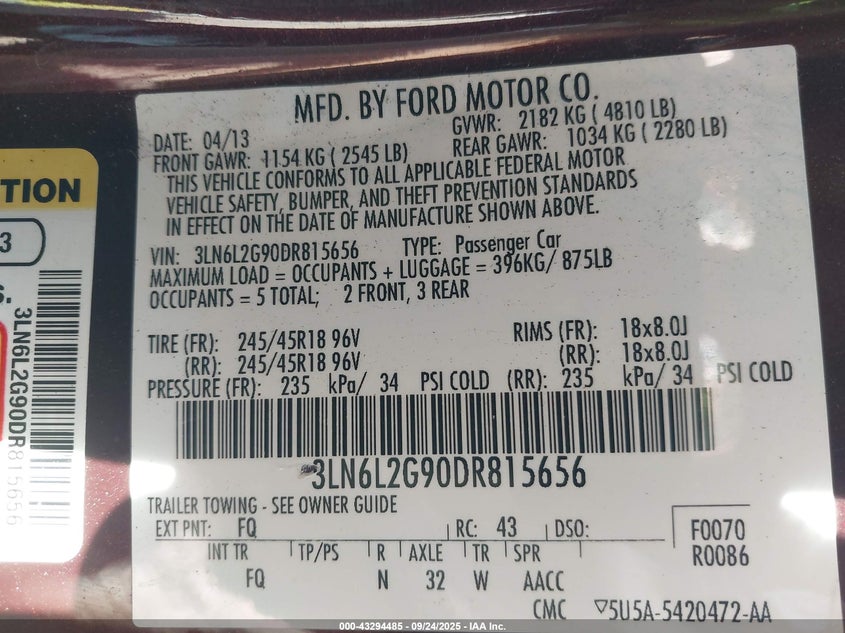 MFD. BY FORD MOTOR CO.
DATE: 04/13 GVWR: 2182 KG ( 4810 LB)
FRONT GAWR: 1154 KG ( 2545 LB) REAR GAWR: 1034 KG ( 2280 LB)
THIS VEHICLE CONFORMS TO ALL APPLICABLE FEDERAL MOTOR
VEHICLE SAFETY, BUMPER, AND THEFT PREVENTION STANDARDS
IN EFFECT ON THE DATE OF MANUFACTURE SHOWN ABOVE.
VIN: 3LN6L2G90DR815656 TYPE: Passenger Car
MAXIMUM LOAD = OCCUPANTS + LUGGAGE = 396KG/ 875LB
OCCUPANTS = 5 TOTAL; 2 FRONT, 3 REAR
TIRE (FR): 245/45R18 96V RIMS (FR): 18x8.0J
(RR): 245/45R18 96V (RR): 18x8.0J
PRESSURE (FR): 235 kPa/ 34 PSI COLD (RR): 235 kPa/ 34 PSI COLD
3LN6L2G90DR815656
TRAILER TOWING - SEE OWNER GUIDE
EXT PNT: FQ RC: 43 DSO: F0070
INT TR TP/PS R AXLE TR SPR R0086
FQ N 32 W AACC
CMC ▽5U5A-5420472-AA
TION
3
3LN6L2G90DR815656
000-43294485 - 09/24/2025 - IAA Inc.